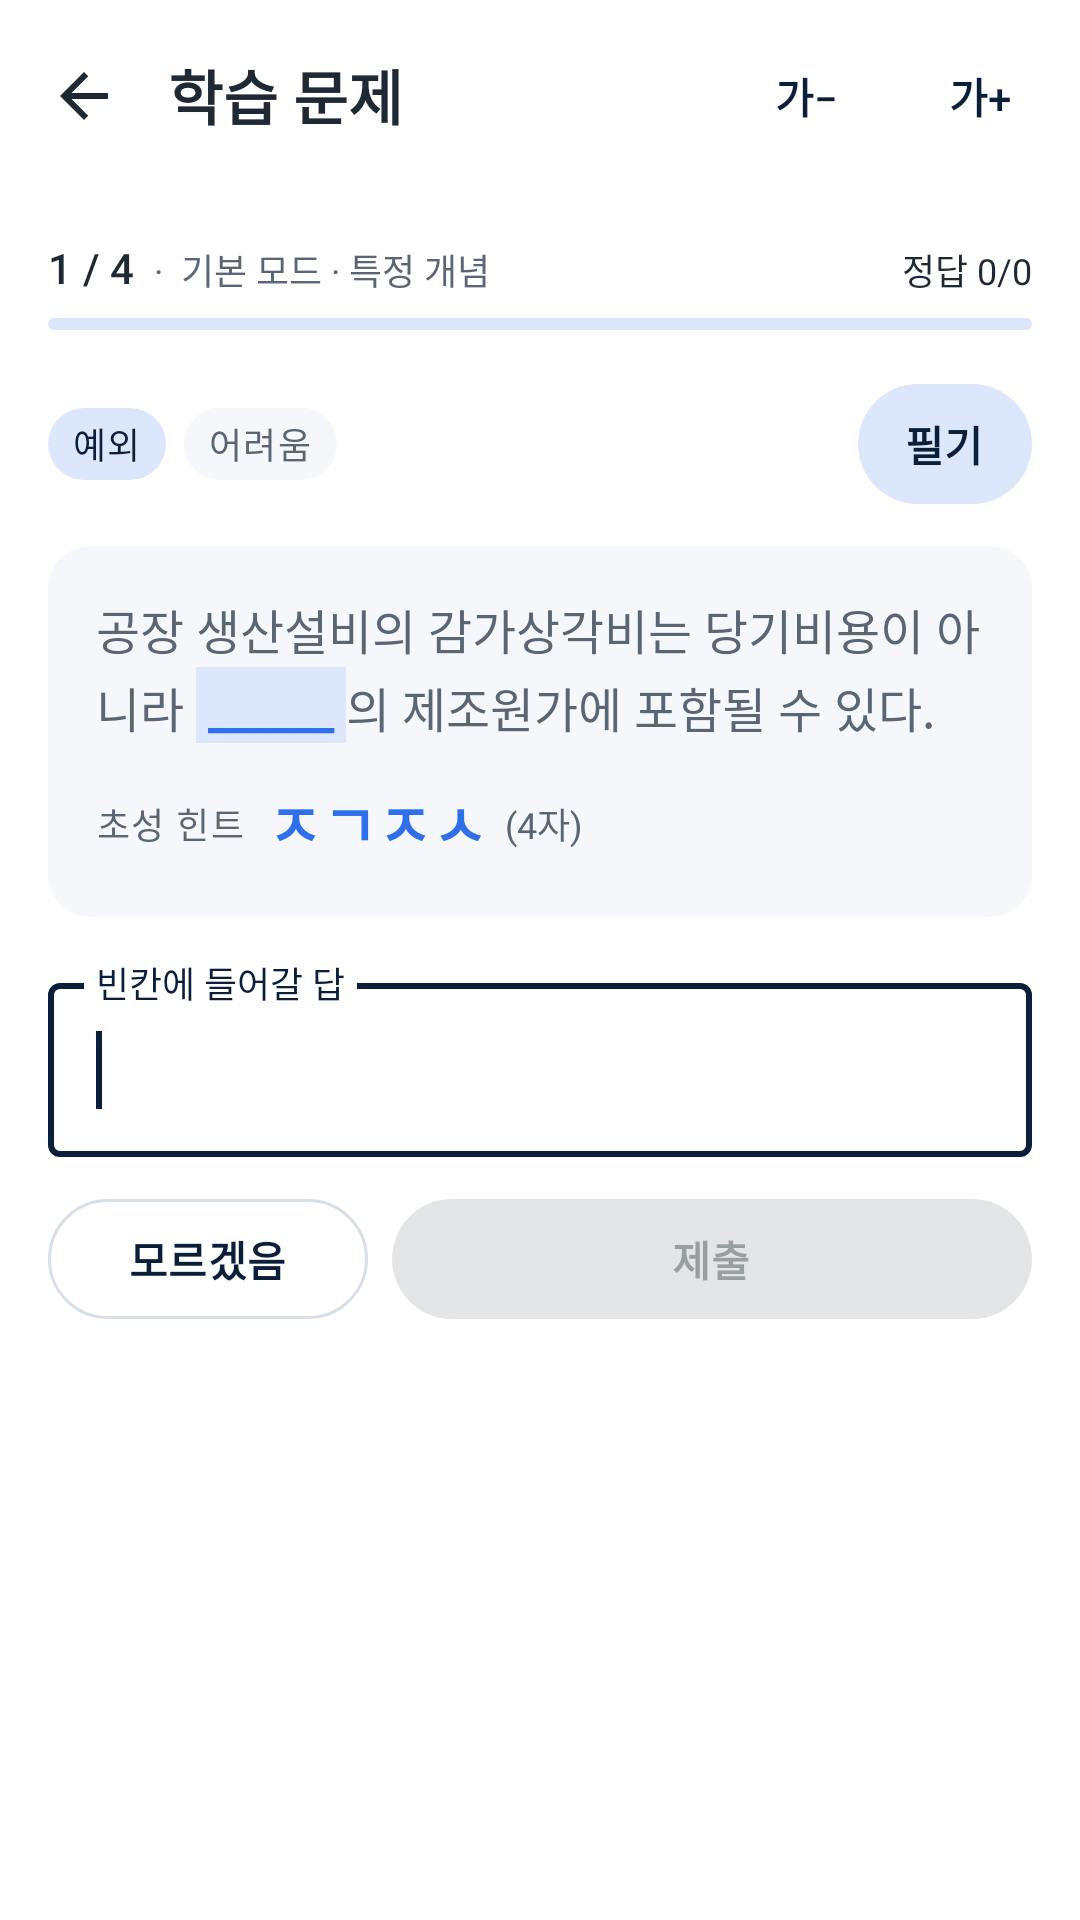 학습 문제
가−
가+
1 / 4 · 기본 모드 · 특정 개념
정답 0/0
예외
어려움
필기
공장 생산설비의 감가상각비는 당기비용이 아
니라 ______의 제조원가에 포함될 수 있다.
초성 힌트 ㅈㄱㅈㅅ (4자)
빈칸에 들어갈 답
모르겠음
제출